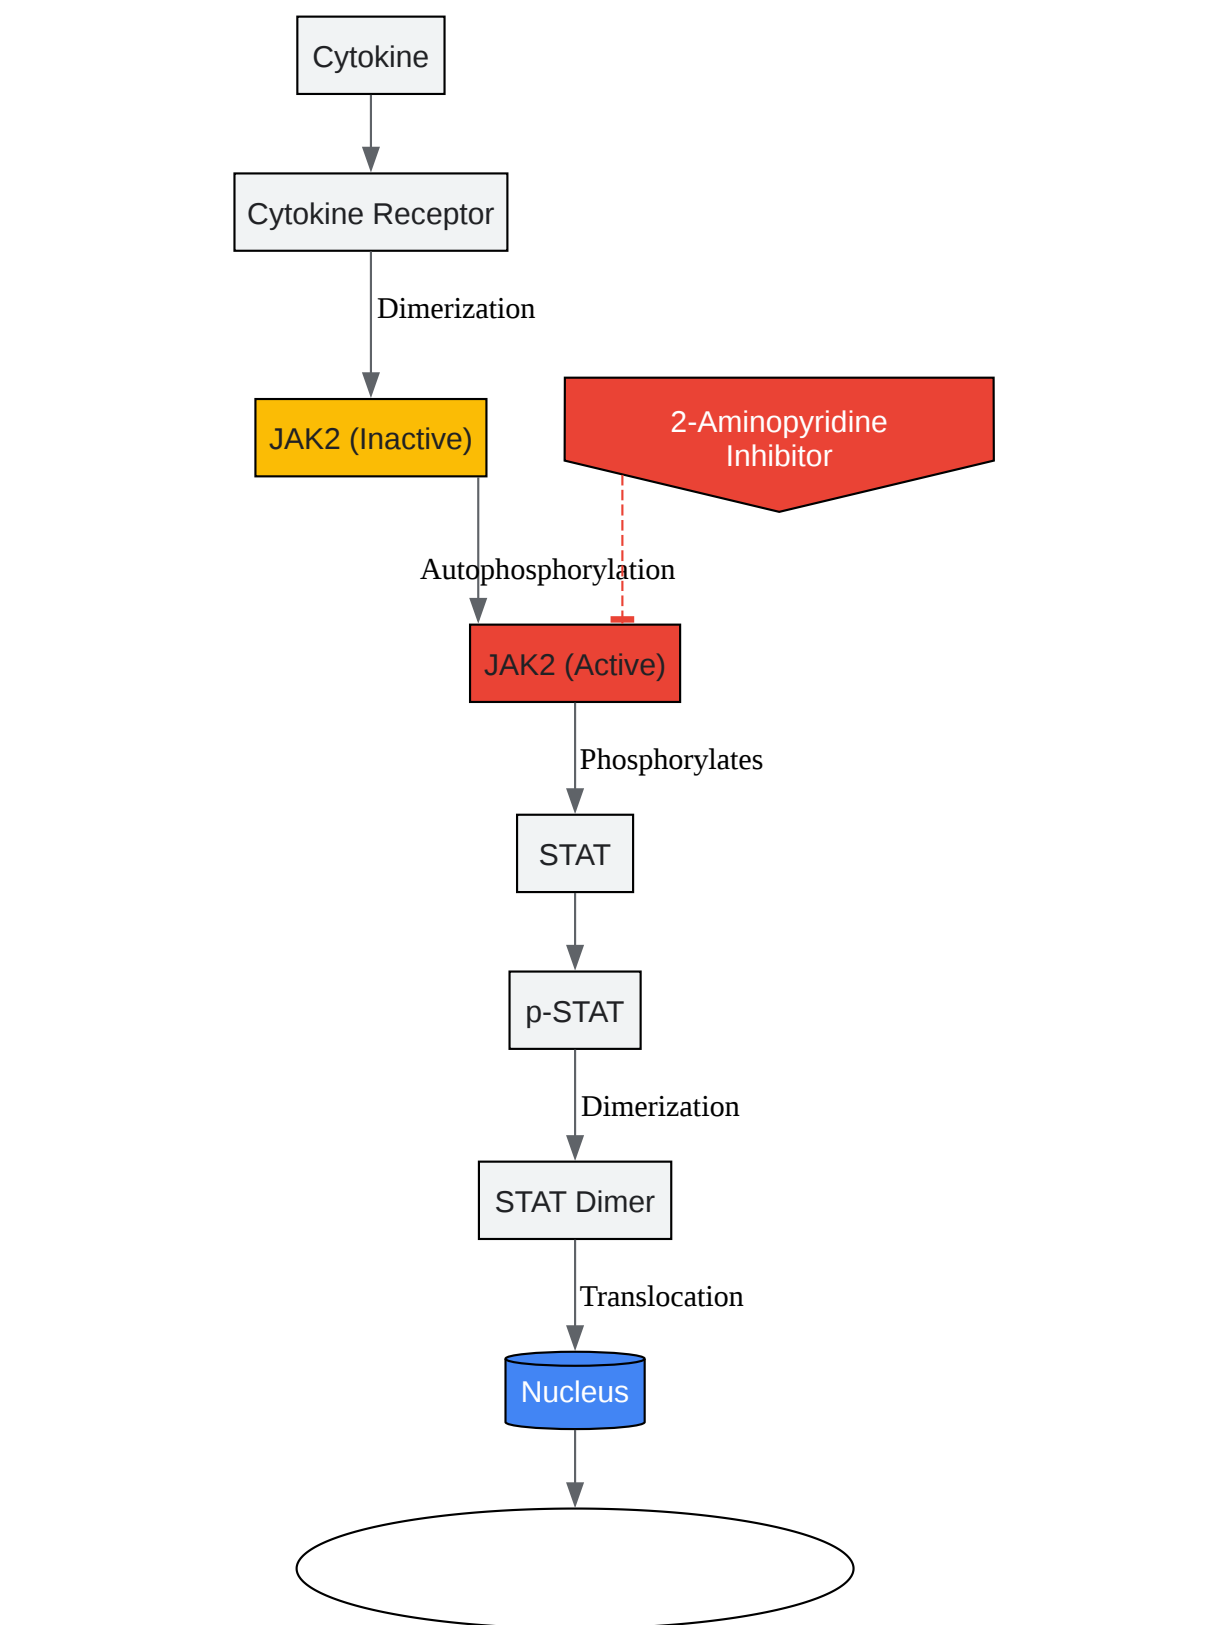 Cytokine
Cytokine Receptor
Dimerization
JAK2 (Inactive)
2-Aminopyridine
Inhibitor
Autophosphorylation
JAK2 (Active)
Phosphorylates
STAT
p-STAT
Dimerization
STAT Dimer
Translocation
Nucleus